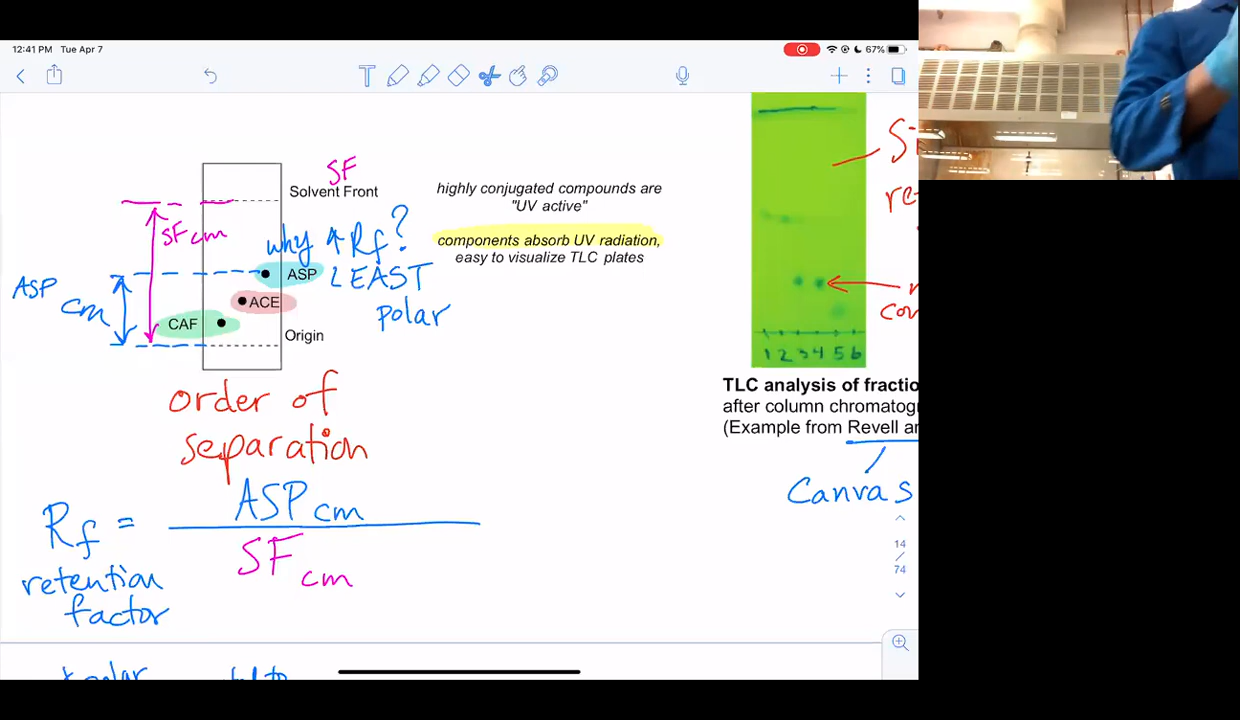 12:41 PM Tue Apr 7
67%
SF
Solvent Front
SF cm
why ↑ Rf?
ASP
LEAST
polar
ASP
cm
ACE
CAF
Origin
order of
separation
Rf = ASP cm
SF cm
retention
factor
highly conjugated compounds are
"UV active"
components absorb UV radiation,
easy to visualize TLC plates
1 2 3 4 5 6
TLC analysis of fractio
after column chromatog
(Example from Revell ar
Canvas
14
74